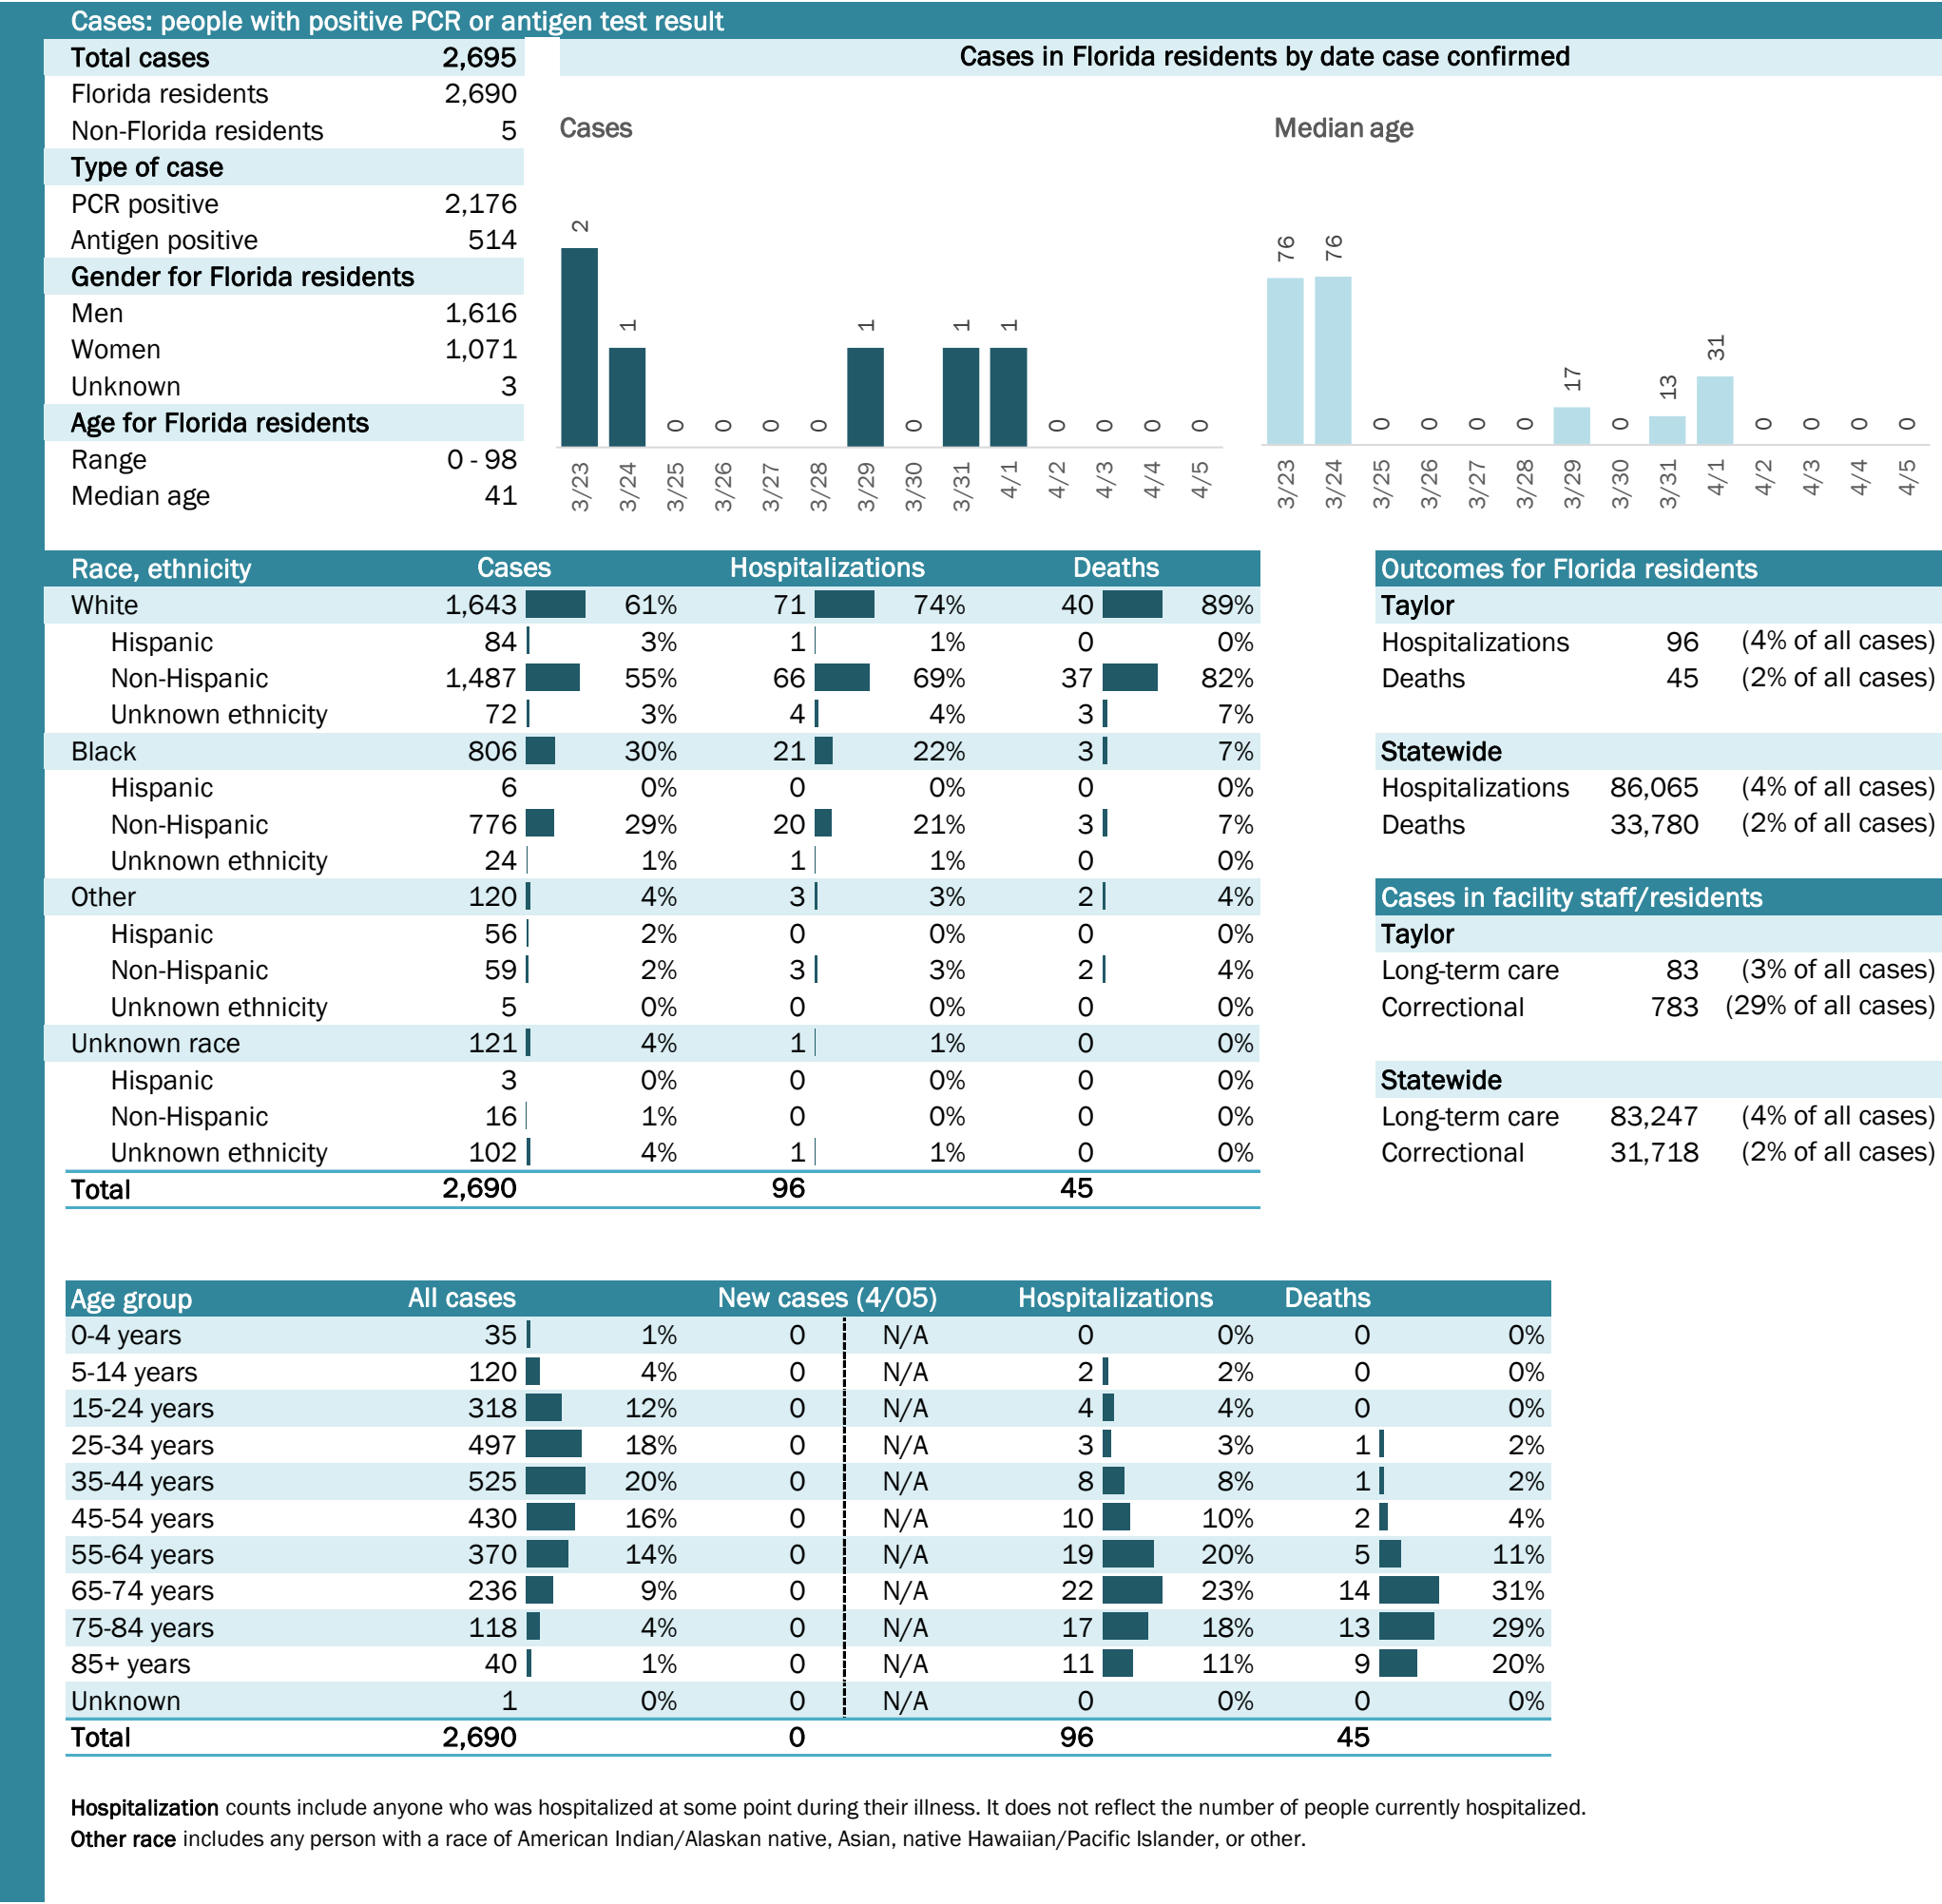 Cases: people with positive PCR or antigen test result
Total cases 2,695
Florida residents 2,690
Non-Florida residents 5
Type of case
PCR positive 2,176
Antigen positive 514
Gender for Florida residents
Men 1,616
Women 1,071
Unknown 3
Age for Florida residents
Range 0 - 98
Median age 41
Cases in Florida residents by date case confirmed
Cases
2 1 0 0 0 0 1 0 1 1 0 0 0 0
3/23 3/24 3/25 3/26 3/27 3/28 3/29 3/30 3/31 4/1 4/2 4/3 4/4 4/5
Median age
76 76 0 0 0 0 17 0 13 31 0 0 0 0
3/23 3/24 3/25 3/26 3/27 3/28 3/29 3/30 3/31 4/1 4/2 4/3 4/4 4/5
Race, ethnicity Cases Hospitalizations Deaths
White 1,643 61% 71 74% 40 89%
Hispanic 84 3% 1 1% 0 0%
Non-Hispanic 1,487 55% 66 69% 37 82%
Unknown ethnicity 72 3% 4 4% 3 7%
Black 806 30% 21 22% 3 7%
Hispanic 6 0% 0 0% 0 0%
Non-Hispanic 776 29% 20 21% 3 7%
Unknown ethnicity 24 1% 1 1% 0 0%
Other 120 4% 3 3% 2 4%
Hispanic 56 2% 0 0% 0 0%
Non-Hispanic 59 2% 3 3% 2 4%
Unknown ethnicity 5 0% 0 0% 0 0%
Unknown race 121 4% 1 1% 0 0%
Hispanic 3 0% 0 0% 0 0%
Non-Hispanic 16 1% 0 0% 0 0%
Unknown ethnicity 102 4% 1 1% 0 0%
Total 2,690 96 45
Outcomes for Florida residents
Taylor
Hospitalizations 96 (4% of all cases)
Deaths 45 (2% of all cases)
Statewide
Hospitalizations 86,065 (4% of all cases)
Deaths 33,780 (2% of all cases)
Cases in facility staff/residents
Taylor
Long-term care 83 (3% of all cases)
Correctional 783 (29% of all cases)
Statewide
Long-term care 83,247 (4% of all cases)
Correctional 31,718 (2% of all cases)
Age group All cases New cases (4/05) Hospitalizations Deaths
0-4 years 35 1% 0 N/A 0 0% 0 0%
5-14 years 120 4% 0 N/A 2 2% 0 0%
15-24 years 318 12% 0 N/A 4 4% 0 0%
25-34 years 497 18% 0 N/A 3 3% 1 2%
35-44 years 525 20% 0 N/A 8 8% 1 2%
45-54 years 430 16% 0 N/A 10 10% 2 4%
55-64 years 370 14% 0 N/A 19 20% 5 11%
65-74 years 236 9% 0 N/A 22 23% 14 31%
75-84 years 118 4% 0 N/A 17 18% 13 29%
85+ years 40 1% 0 N/A 11 11% 9 20%
Unknown 1 0% 0 N/A 0 0% 0 0%
Total 2,690 0 96 45
Hospitalization counts include anyone who was hospitalized at some point during their illness. It does not reflect the number of people currently hospitalized.
Other race includes any person with a race of American Indian/Alaskan native, Asian, native Hawaiian/Pacific Islander, or other.